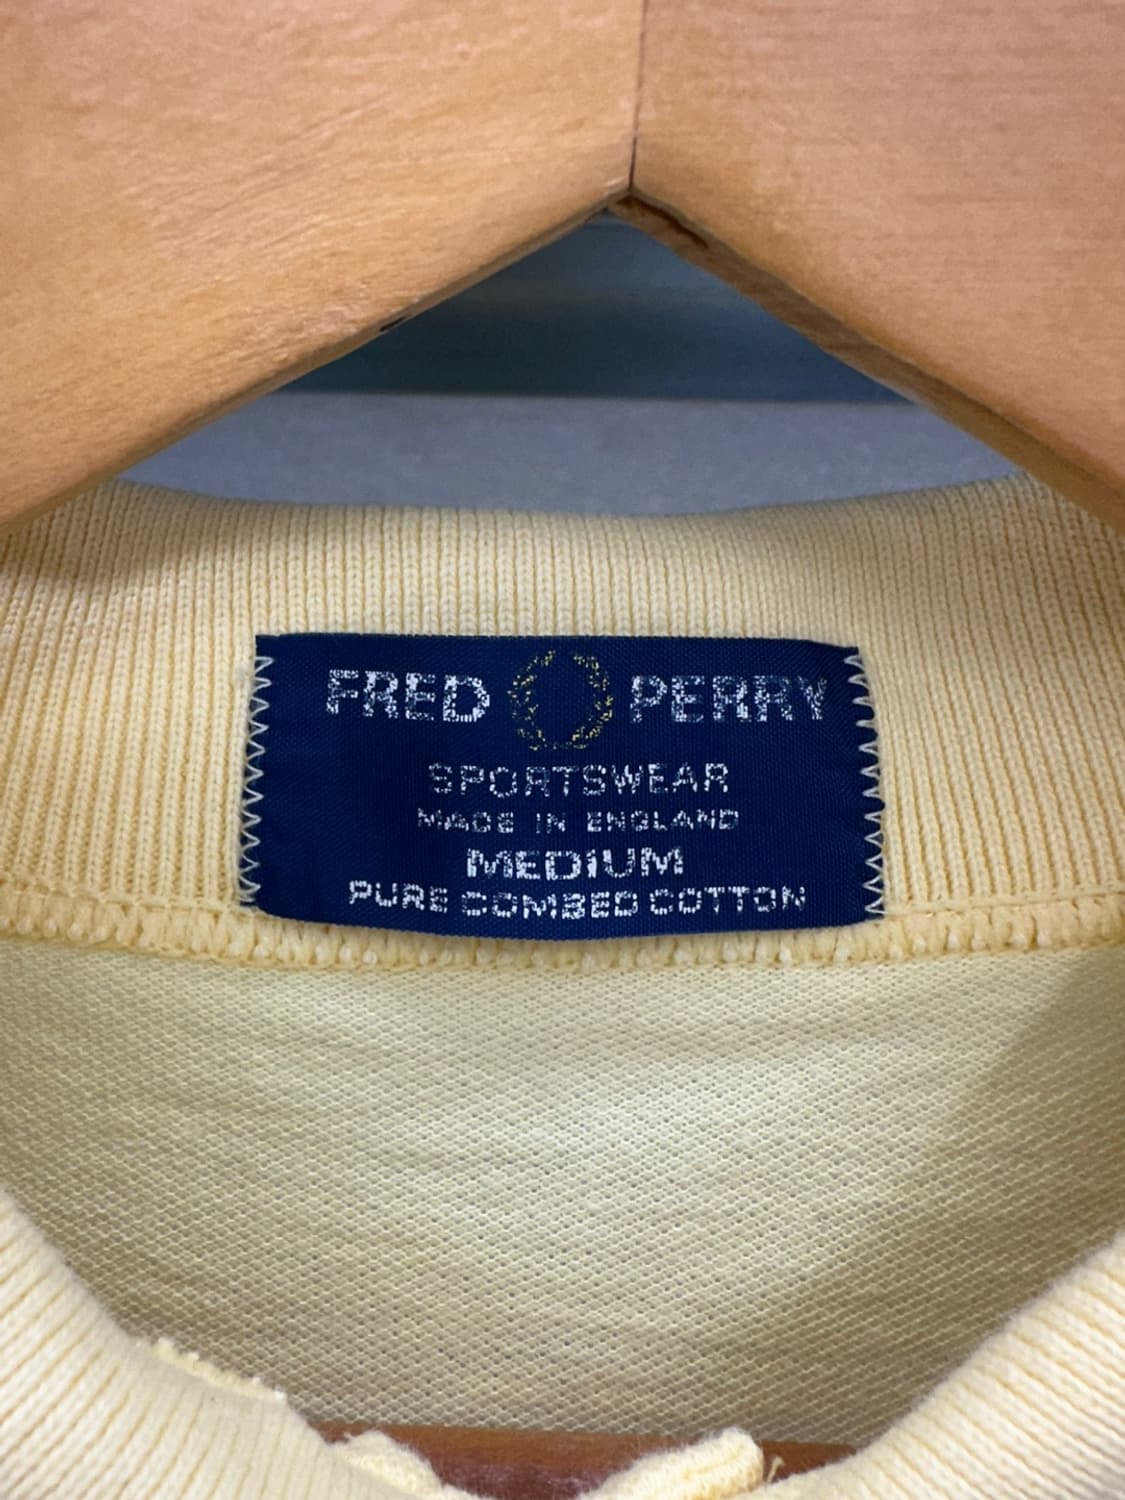 FRED PERRY
SPORTSWEAR
MADE IN ENGLAND
MEDIUM
PURE COMBED COTTON